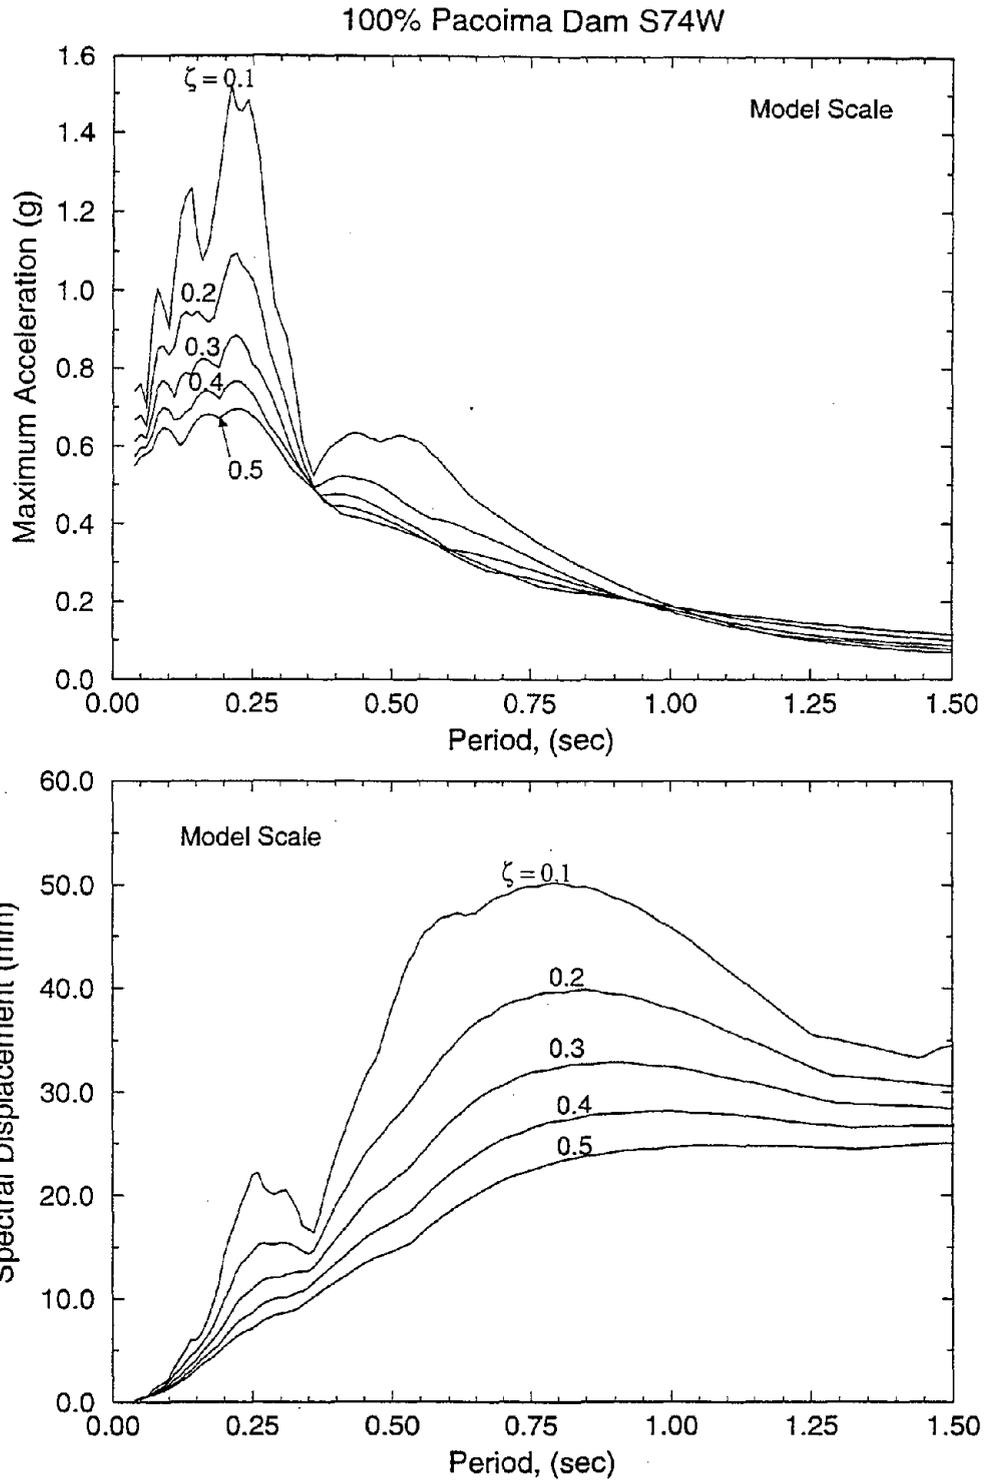 100% Pacoima Dam S74W
1.6
ζ = 0.1
Model Scale
1.4
1.2
1.0
0.2
0.8
0.3
0.4
0.6
0.5
0.4
0.2
0.0
Maximum Acceleration (g)
0.00 0.25 0.50 0.75 1.00 1.25 1.50
Period, (sec)
60.0
Model Scale
50.0
ζ = 0.1
40.0
0.2
0.3
30.0
0.4
0.5
20.0
10.0
0.0
Spectral Displacement (mm)
0.00 0.25 0.50 0.75 1.00 1.25 1.50
Period, (sec)